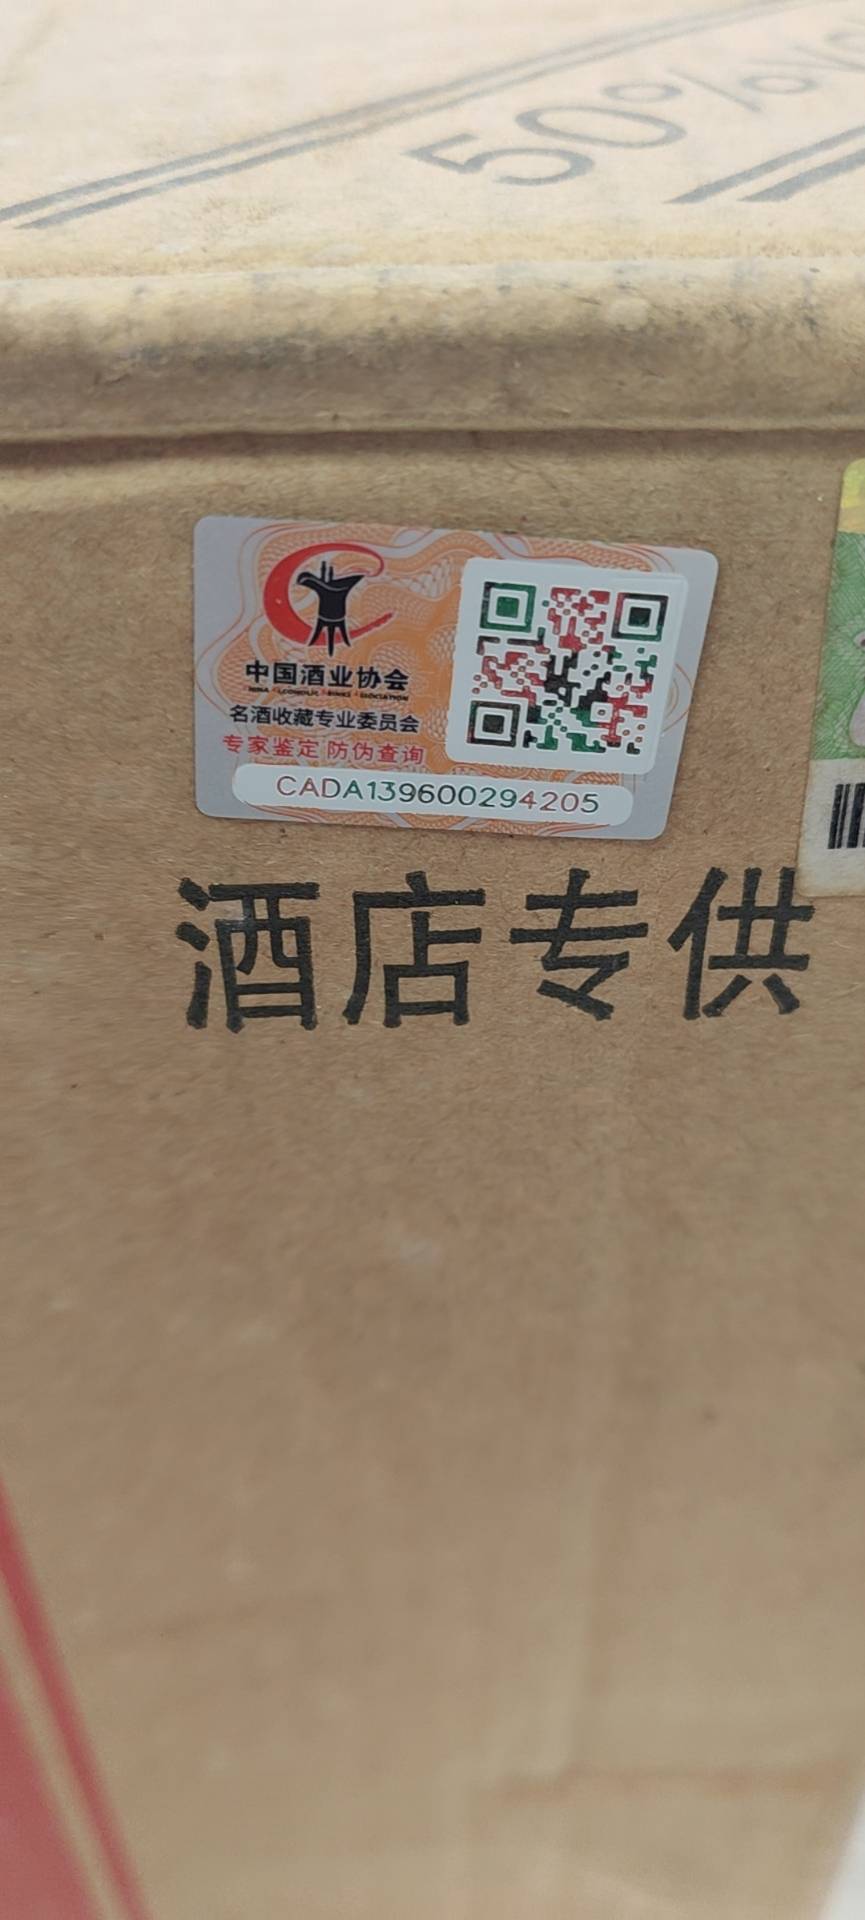 50%vo
中国酒业协会
名酒收藏专业委员会
专家鉴定 防伪查询
CADA139600294205
酒店专供